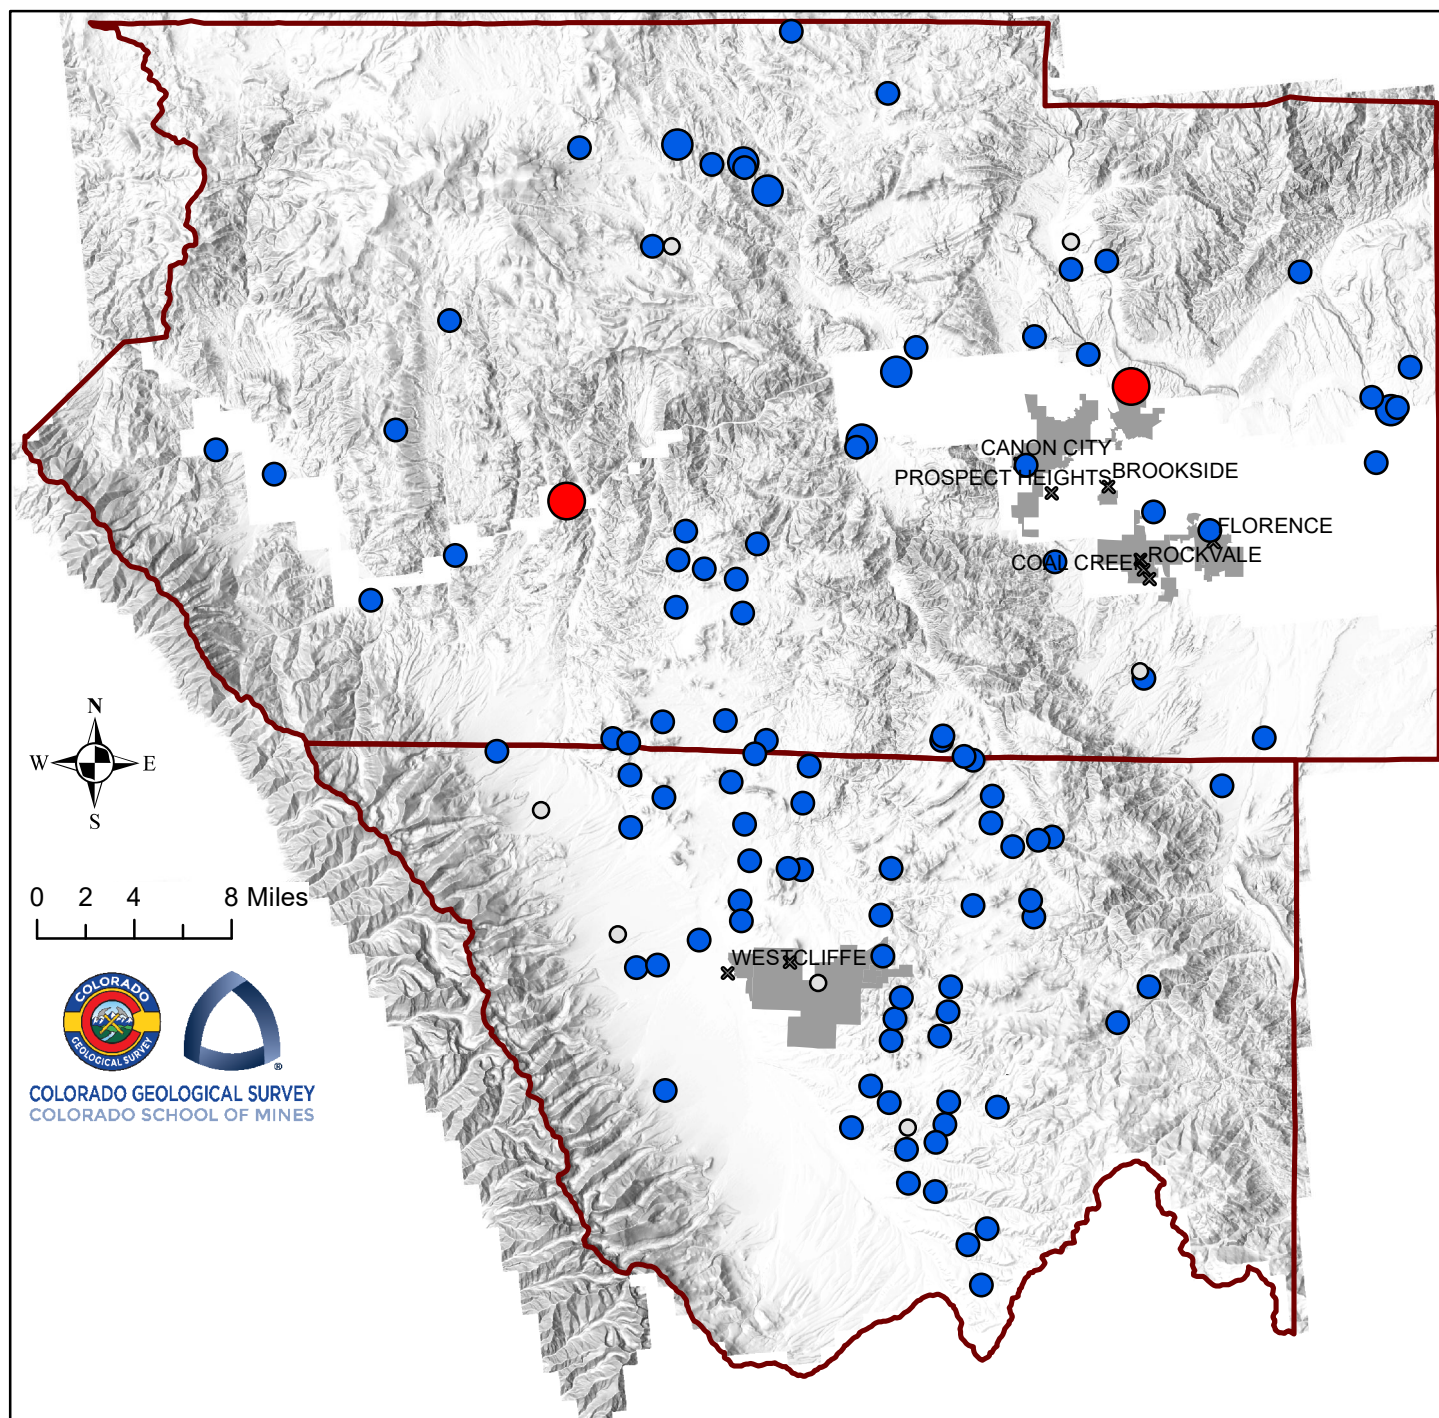 CANON CITY
PROSPECT HEIGHTS
BROOKSIDE
FLORENCE
COAL CREEK
ROCKVALE
N
W E
S
0 2 4 8 Miles
WESTCLIFFE
COLORADO
GEOLOGICAL SURVEY
®
COLORADO GEOLOGICAL SURVEY
COLORADO SCHOOL OF MINES